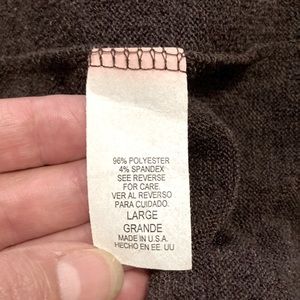 96% POLYESTER
4% SPANDEX
SEE REVERSE
FOR CARE.
VER AL REVERSO
PARA CUIDADO.
LARGE
GRANDE
MADE IN U.S.A.
HECHO EN EE. UU